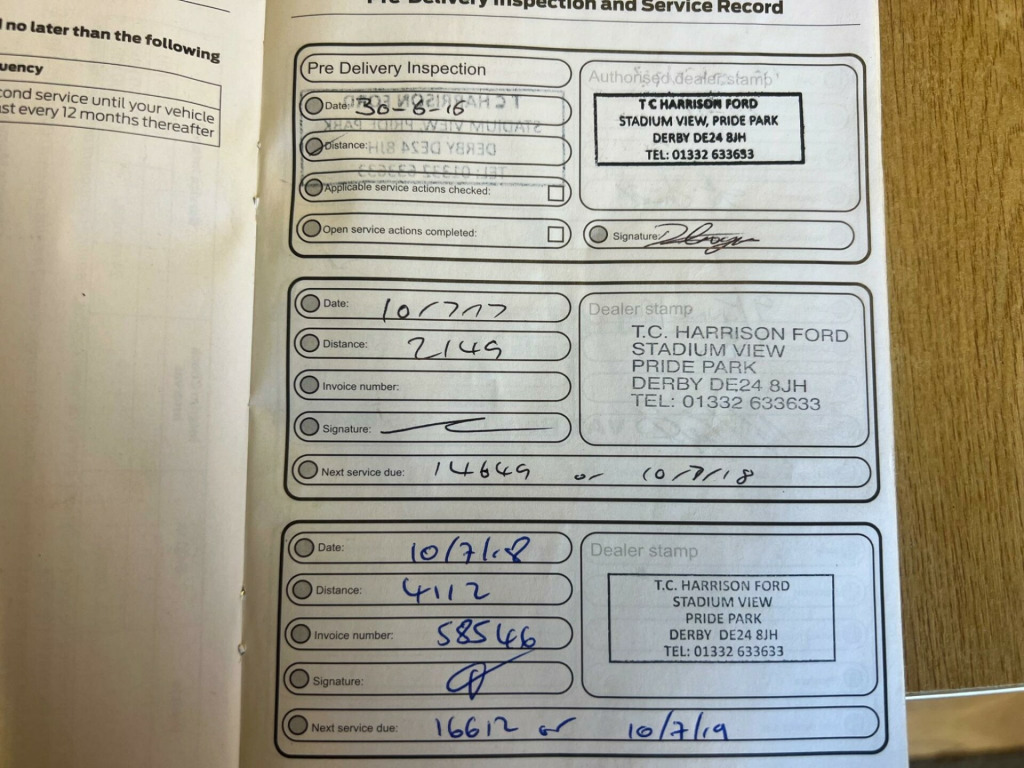 Pre-Delivery Inspection and Service Record
no later than the following
uency
cond service until your vehicle
st every 12 months thereafter
Pre Delivery Inspection
Date: 30-8-16
Distance:
Applicable service actions checked:
Open service actions completed:
Authorised dealer stamp
T C HARRISON FORD
STADIUM VIEW, PRIDE PARK
DERBY DE24 8JH
TEL: 01332 633633
Signature:
Date: 10/7/17
Distance: 2149
Invoice number:
Signature:
Next service due: 14649 or 10/7/18
Dealer stamp
T.C. HARRISON FORD
STADIUM VIEW
PRIDE PARK
DERBY DE24 8JH
TEL: 01332 633633
Date: 10/7/18
Distance: 4112
Invoice number: 58546
Signature:
Next service due: 16612 or 10/7/19
Dealer stamp
T.C. HARRISON FORD
STADIUM VIEW
PRIDE PARK
DERBY DE24 8JH
TEL: 01332 633633